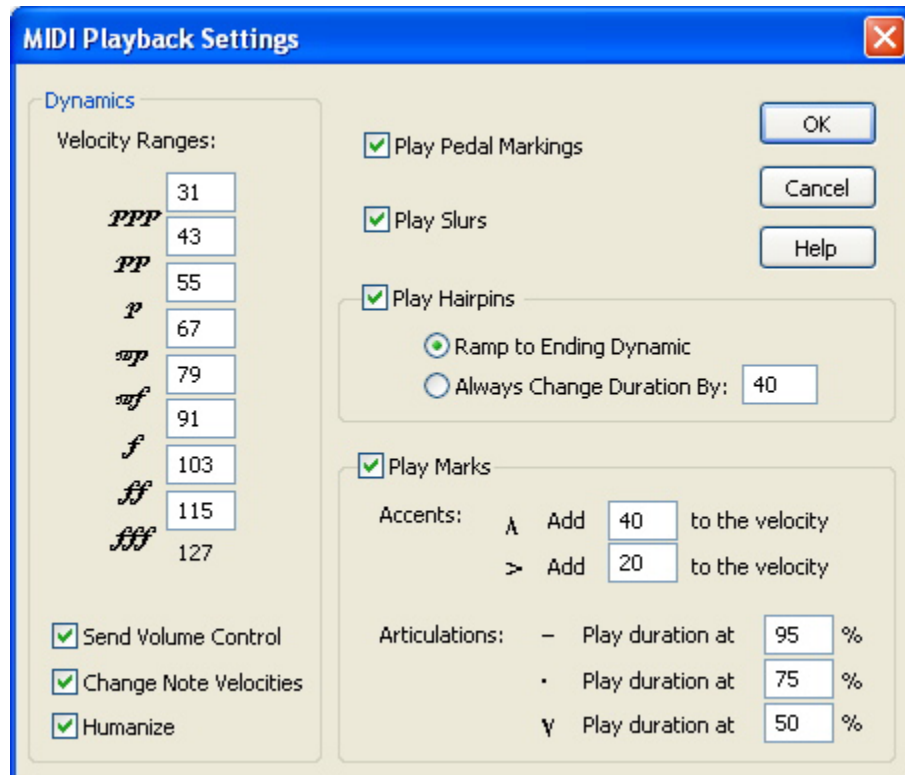 MIDI Playback Settings
Dynamics
Velocity Ranges:
31
ppp
43
pp
55
p
67
mp
79
mf
91
f
103
ff
115
fff
127
Send Volume Control
Change Note Velocities
Humanize
Play Pedal Markings
Play Slurs
Play Hairpins
Ramp to Ending Dynamic
Always Change Duration By: 40
Play Marks
Accents: Λ Add 40 to the velocity
> Add 20 to the velocity
Articulations: – Play duration at 95 %
· Play duration at 75 %
v Play duration at 50 %
OK
Cancel
Help